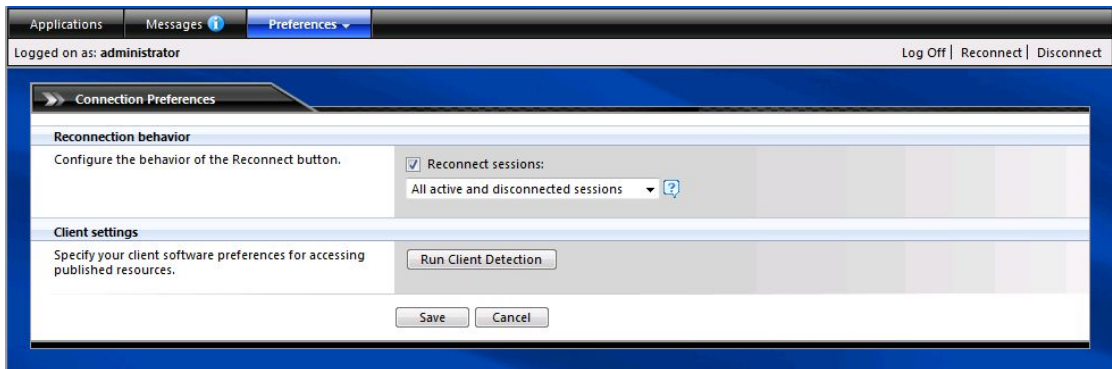 Applications Messages Preferences
Logged on as: administrator Log Off | Reconnect | Disconnect
Connection Preferences
Reconnection behavior
Configure the behavior of the Reconnect button.
Reconnect sessions:
All active and disconnected sessions ?
Client settings
Specify your client software preferences for accessing
published resources.
Run Client Detection
Save Cancel